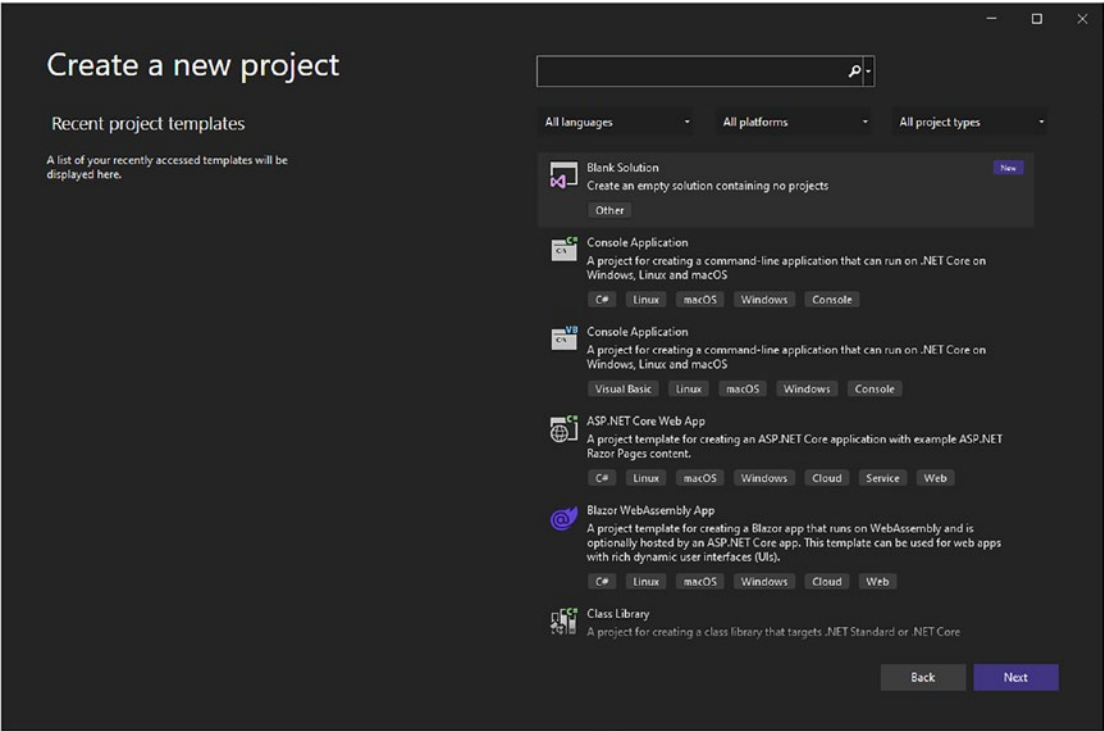 Create a new project
Recent project templates
A list of your recently accessed templates will be
displayed here.
All languages
All platforms
All project types
Blank Solution
New
Create an empty solution containing no projects
Other
C#
Console Application
C:\
A project for creating a command-line application that can run on .NET Core on
Windows, Linux and macOS
C# Linux macOS Windows Console
VB
Console Application
C:\
A project for creating a command-line application that can run on .NET Core on
Windows, Linux and macOS
Visual Basic Linux macOS Windows Console
C#
ASP.NET Core Web App
A project template for creating an ASP.NET Core application with example ASP.NET
Razor Pages content.
C# Linux macOS Windows Cloud Service Web
Blazor WebAssembly App
@
A project template for creating a Blazor app that runs on WebAssembly and is
optionally hosted by an ASP.NET Core app. This template can be used for web apps
with rich dynamic user interfaces (UIs).
C# Linux macOS Windows Cloud Web
C#
Class Library
A project for creating a class library that targets .NET Standard or .NET Core
Back
Next